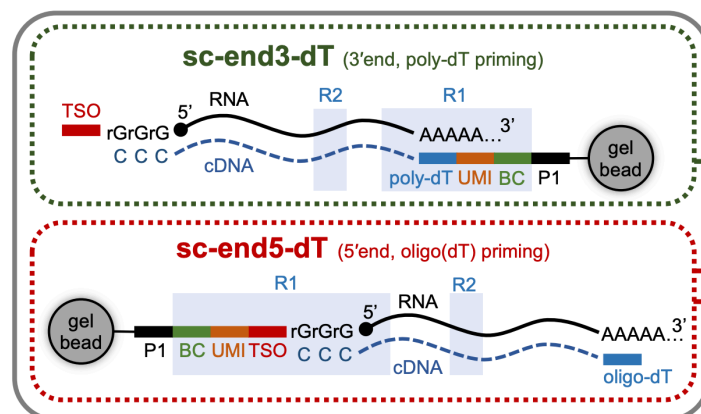 sc-end3-dT (3′end, poly-dT priming)
TSO
rGrGrG
5’
RNA
R2
R1
AAAAA...
3’
C C C
cDNA
poly-dT UMI BC P1
gel
bead
sc-end5-dT (5′end, oligo(dT) priming)
R1
R2
gel
bead
P1 BC UMI TSO
rGrGrG
5’
RNA
AAAAA...
3’
C C C
cDNA
oligo-dT